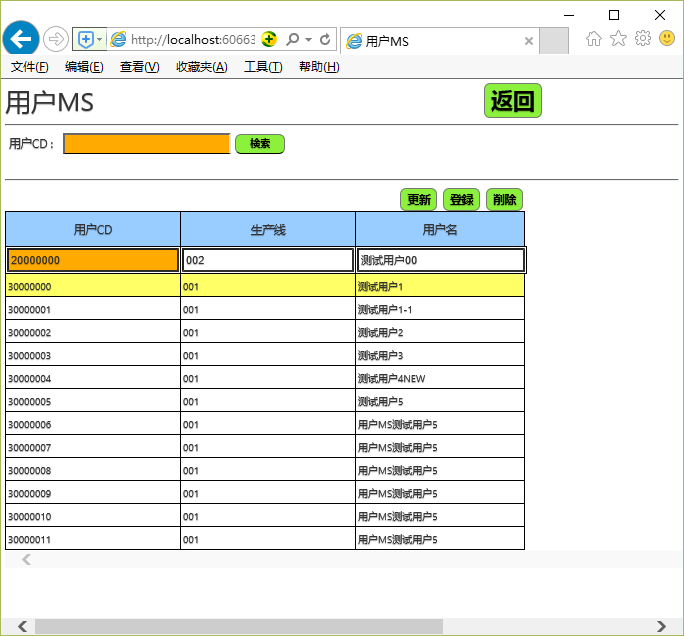 http://localhost:60663
用户MS
文件(F) 编辑(E) 查看(V) 收藏夹(A) 工具(T) 帮助(H)
用户MS 返回
用户CD： 检索
更新 登録 削除
用户CD 生产线 用户名
20000000 002 测试用户00
30000000 001 测试用户1
30000001 001 测试用户1-1
30000002 001 测试用户2
30000003 001 测试用户3
30000004 001 测试用户4NEW
30000005 001 测试用户5
30000006 001 用户MS测试用户5
30000007 001 用户MS测试用户5
30000008 001 用户MS测试用户5
30000009 001 用户MS测试用户5
30000010 001 用户MS测试用户5
30000011 001 用户MS测试用户5